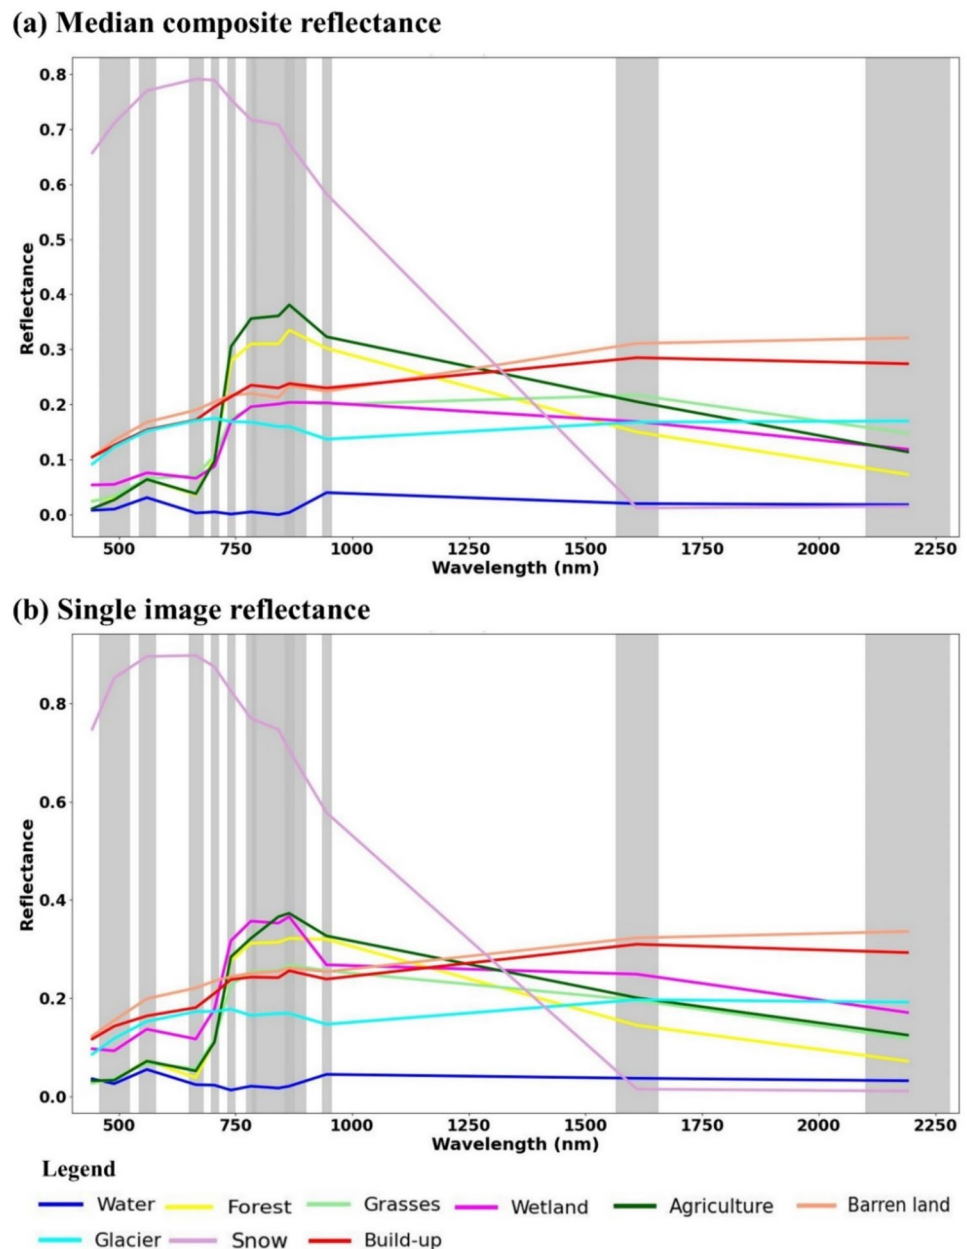 (a) Median composite reflectance
0.8
0.7
0.6
0.5
0.4
0.3
0.2
0.1
0.0
Reflectance
500 750 1000 1250 1500 1750 2000 2250
Wavelength (nm)
(b) Single image reflectance
0.8
0.6
0.4
0.2
0.0
Reflectance
500 750 1000 1250 1500 1750 2000 2250
Wavelength (nm)
Legend
Water Forest Grasses Wetland Agriculture Barren land
Glacier Snow Build-up